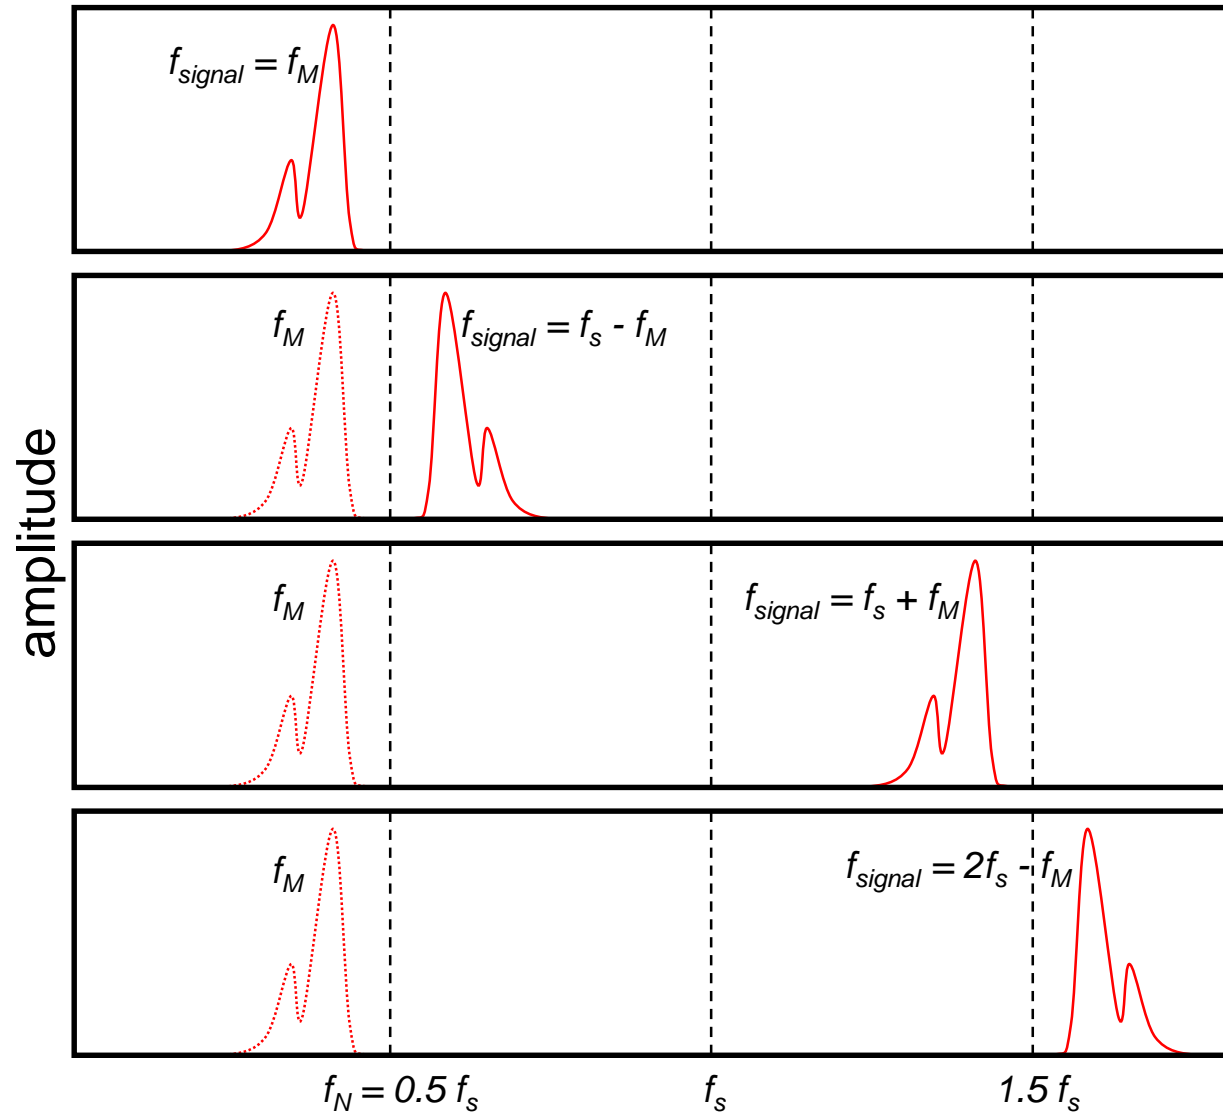 f_signal = f_M
f_M
f_signal = f_s - f_M
amplitude
f_M
f_signal = f_s + f_M
f_M
f_signal = 2f_s - f_M
f_N = 0.5 f_s
f_s
1.5 f_s